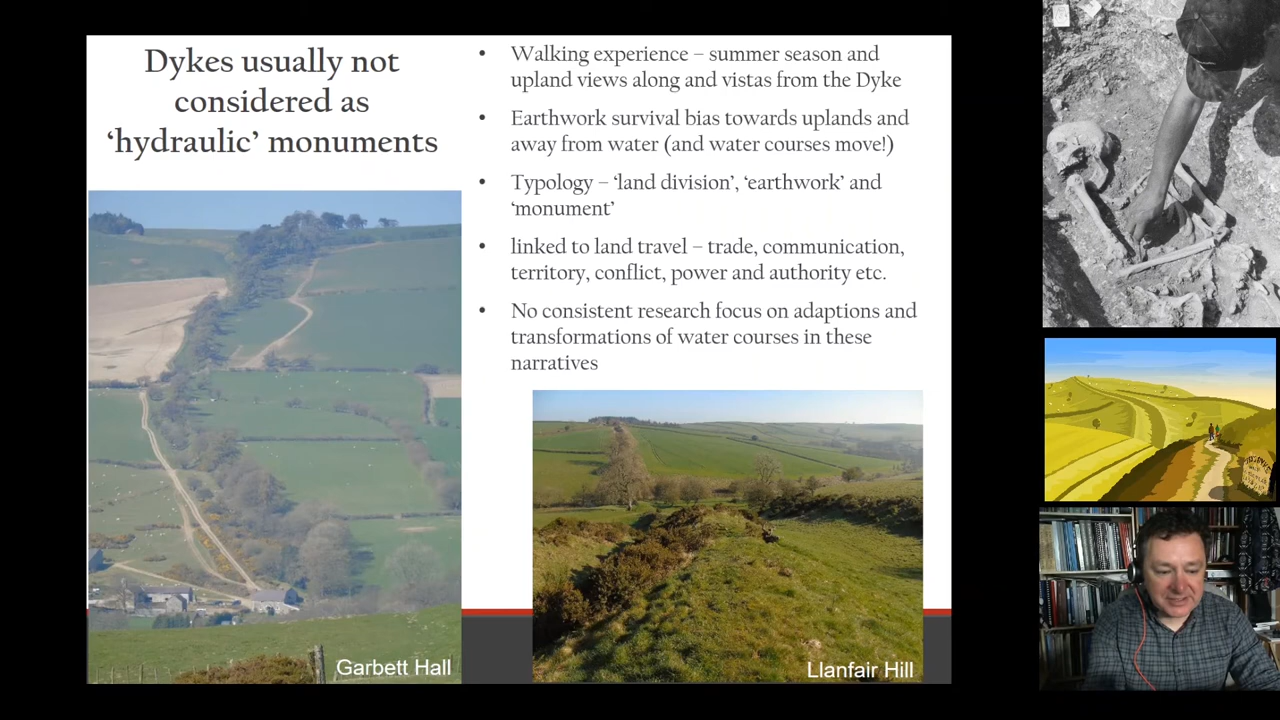 Dykes usually not
considered as
‘hydraulic’ monuments
• Walking experience – summer season and
upland views along and vistas from the Dyke
• Earthwork survival bias towards uplands and
away from water (and water courses move!)
• Typology – ‘land division’, ‘earthwork’ and
‘monument’
• linked to land travel – trade, communication,
territory, conflict, power and authority etc.
• No consistent research focus on adaptions and
transformations of water courses in these
narratives
Garbett Hall
Llanfair Hill